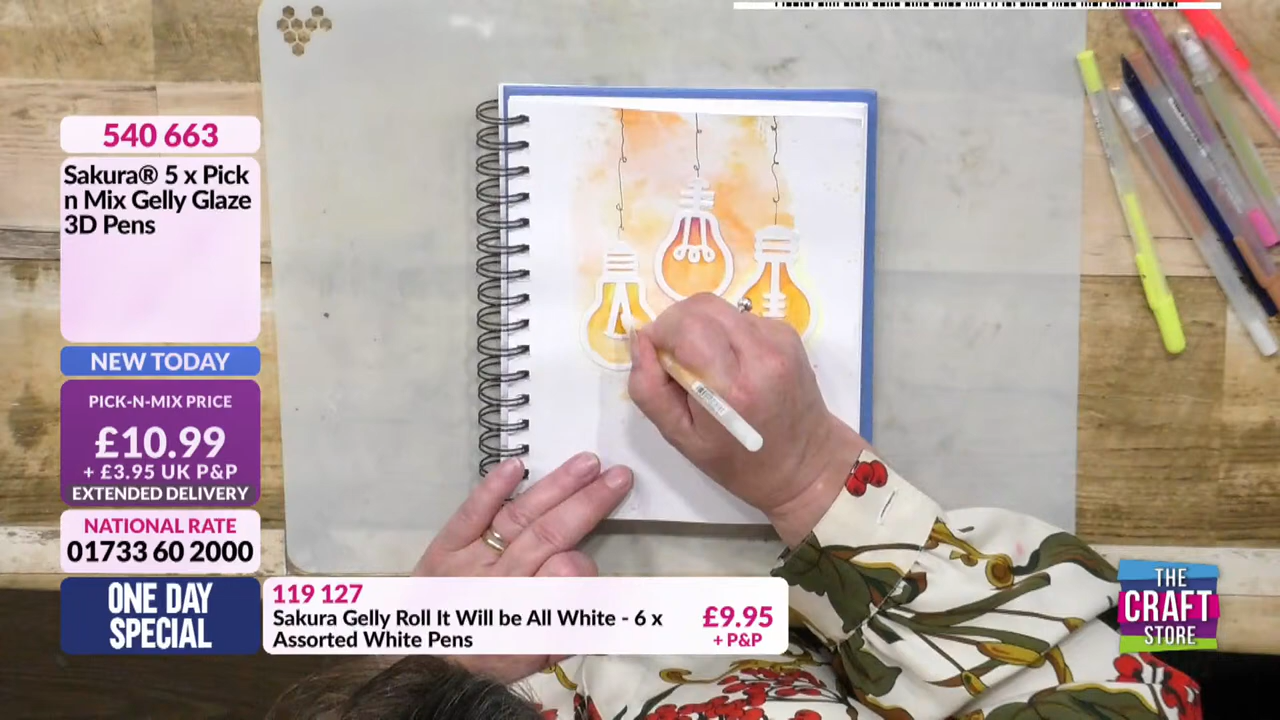 540 663
Sakura® 5 x Pick
n Mix Gelly Glaze
3D Pens
NEW TODAY
PICK-N-MIX PRICE
£10.99
+ £3.95 UK P&P
EXTENDED DELIVERY
NATIONAL RATE
01733 60 2000
ONE DAY
SPECIAL
119 127
Sakura Gelly Roll It Will be All White - 6 x
Assorted White Pens
£9.95
+ P&P
THE
CRAFT
STORE